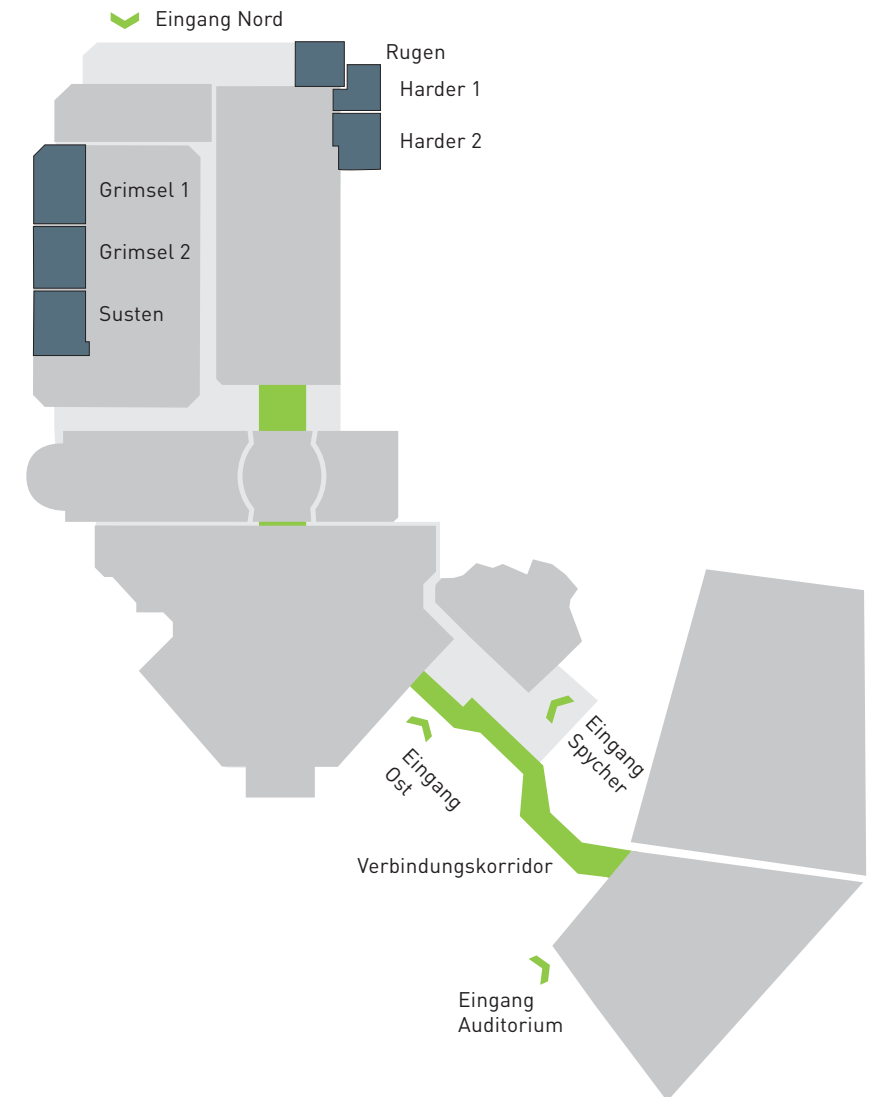 Eingang Nord
Rugen
Harder 1
Harder 2
Grimsel 1
Grimsel 2
Susten
Eingang
Spycher
Eingang
Ost
Verbindungskorridor
Eingang
Auditorium